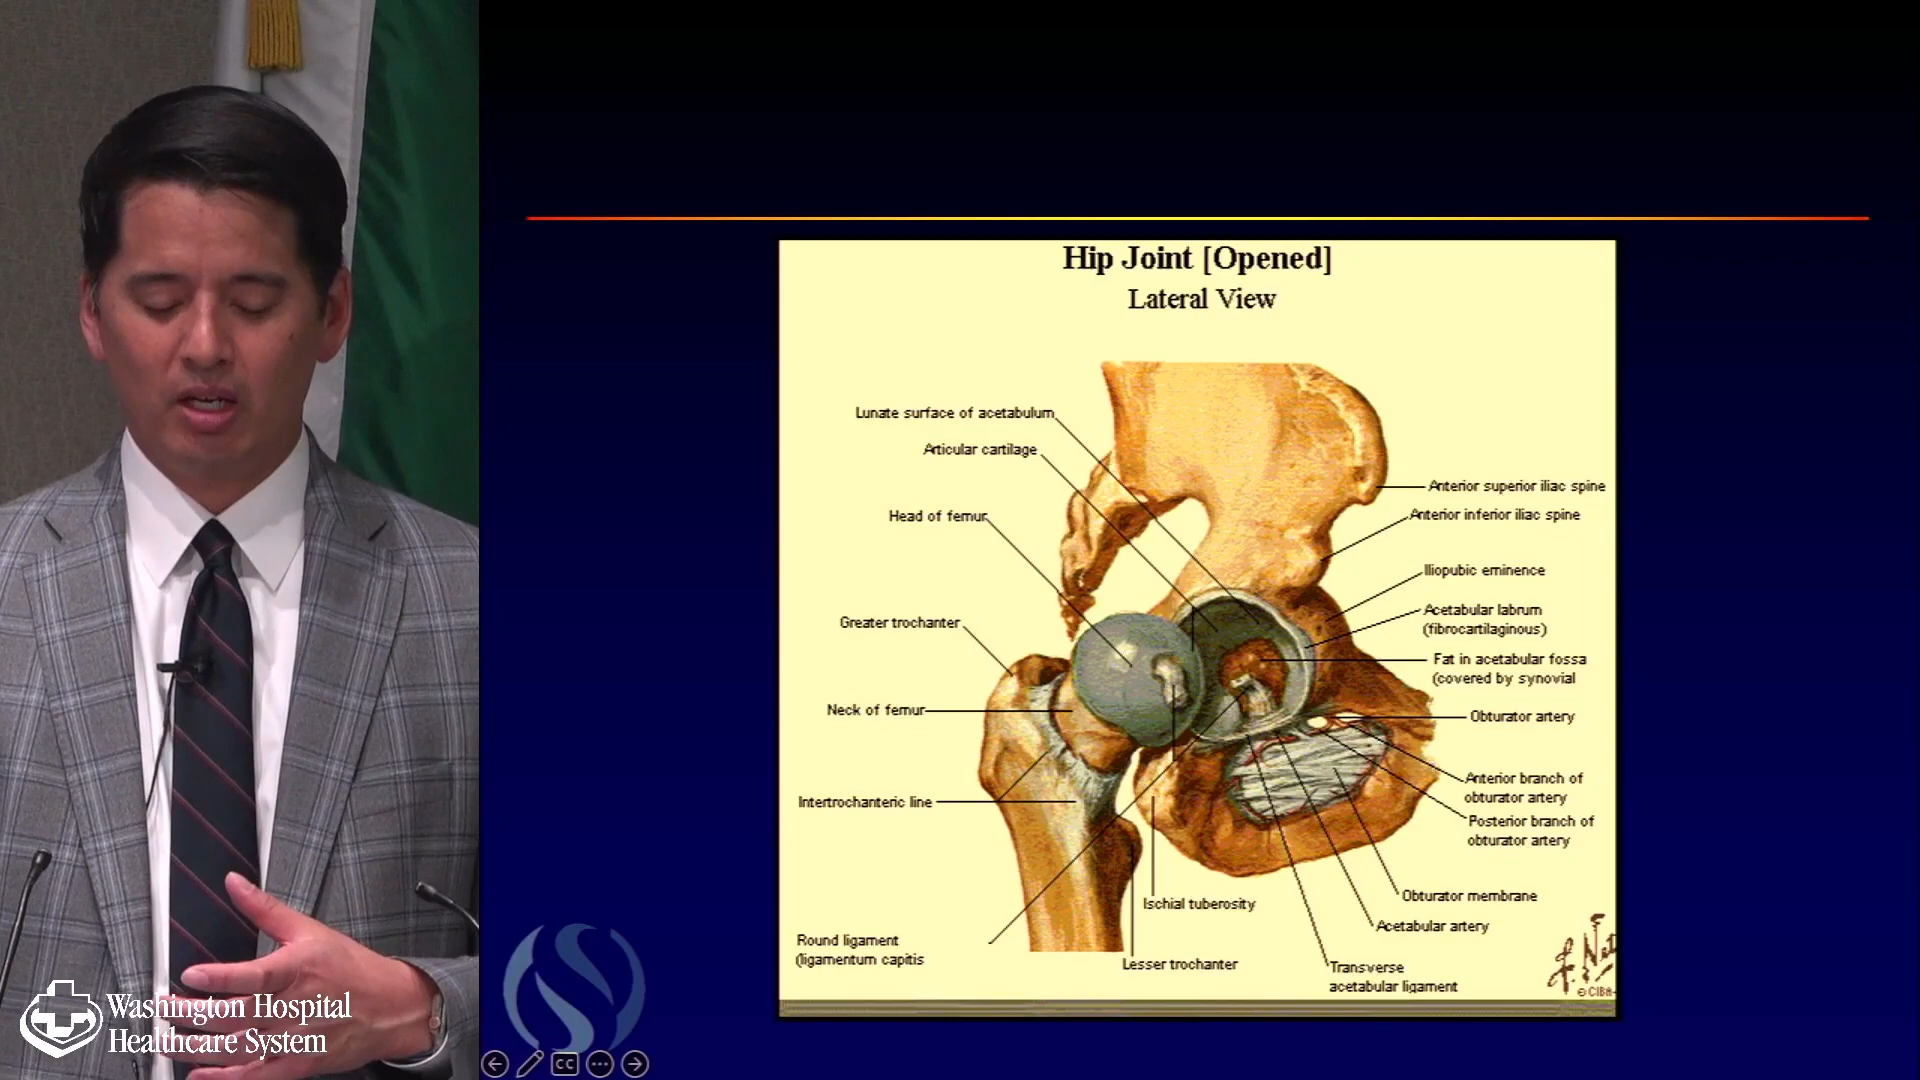 Hip Joint [Opened]
Lateral View
Lunate surface of acetabulum
Articular cartilage
Head of femur
Greater trochanter
Neck of femur
Intertrochanteric line
Round ligament
(ligamentum capitis
Anterior superior iliac spine
Anterior inferior iliac spine
Iliopubic eminence
Acetabular labrum
(fibrocartilaginous)
Fat in acetabular fossa
(covered by synovial
Obturator artery
Anterior branch of
obturator artery
Posterior branch of
obturator artery
Obturator membrane
Acetabular artery
Ischial tuberosity
Lesser trochanter
Transverse
acetabular ligament
©CIBA
Washington Hospital
Healthcare System
CC